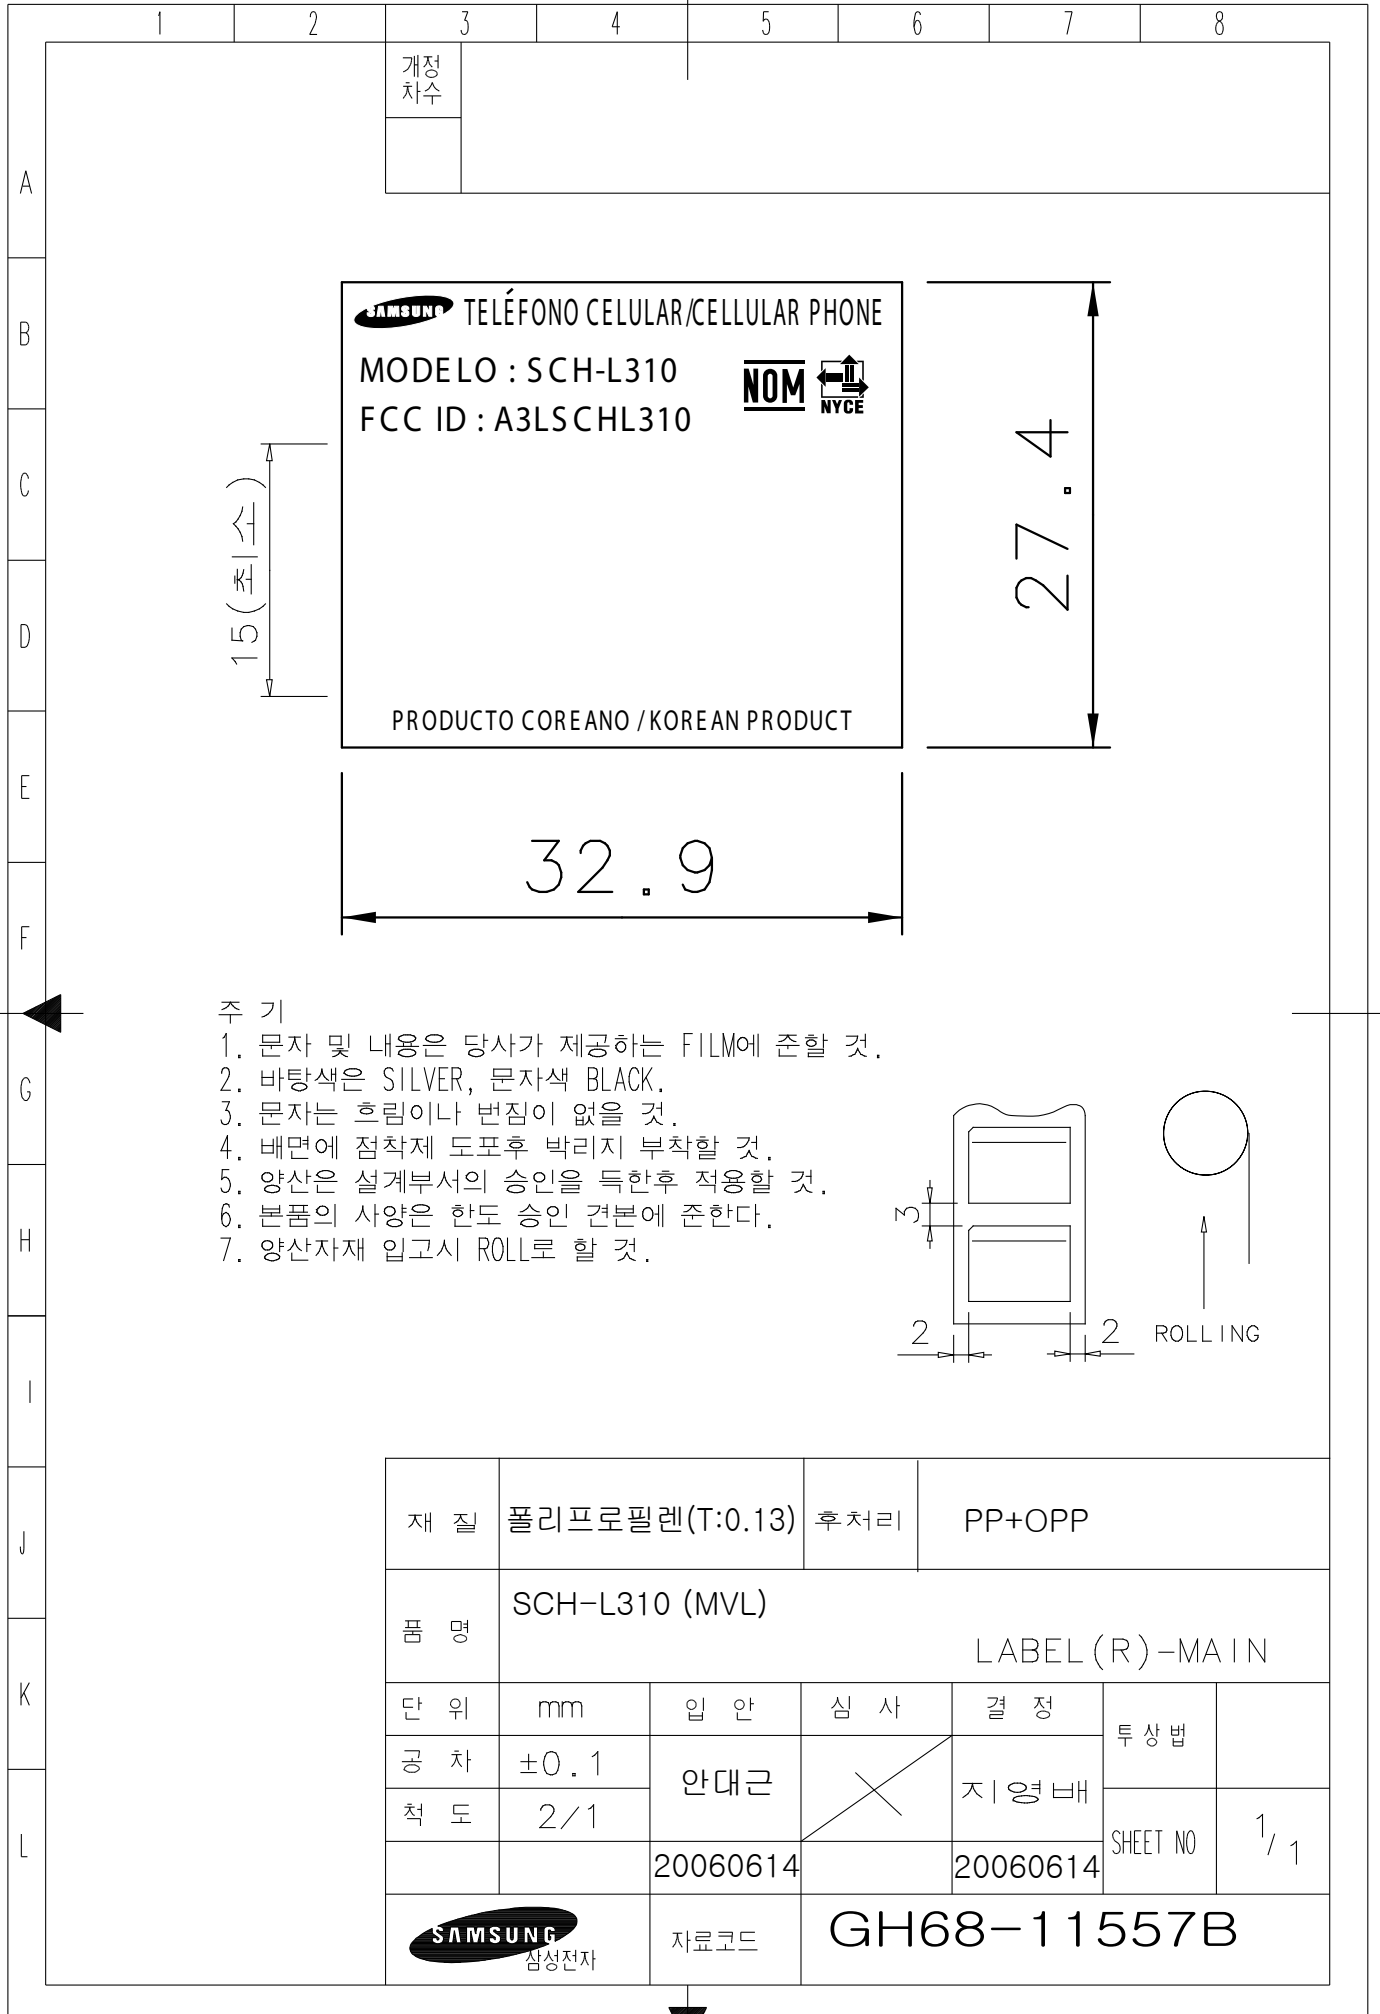 1 2 3 4 5 6 7 8
개정
차수
A
B
C
D
E
F
G
H
I
J
K
L
SAMSUNG TELÉFONO CELULAR/CELLULAR PHONE
MODELO : SCH-L310
FCC ID : A3LSCHL310
NOM
NYCE
PRODUCTO COREANO / KOREAN PRODUCT
15(최소)
27.4
32.9
주 기
1. 문자 및 내용은 당사가 제공하는 FILM에 준할 것.
2. 바탕색은 SILVER, 문자색 BLACK.
3. 문자는 흐림이나 번짐이 없을 것.
4. 배면에 점착제 도포후 박리지 부착할 것.
5. 양산은 설계부서의 승인을 득한후 적용할 것.
6. 본품의 사양은 한도 승인 견본에 준한다.
7. 양산자재 입고시 ROLL로 할 것.
3
2
2
ROLLING
재 질 폴리프로필렌(T:0.13) 후처리 PP+OPP
품 명 SCH-L310 (MVL)
LABEL(R)-MAIN
단 위 mm 입 안 심 사 결 정 투상법
공 차 ±0.1 안대근 지영배
척 도 2/1
SHEET NO 1/1
20060614 20060614
SAMSUNG
삼성전자
자료코드 GH68-11557B